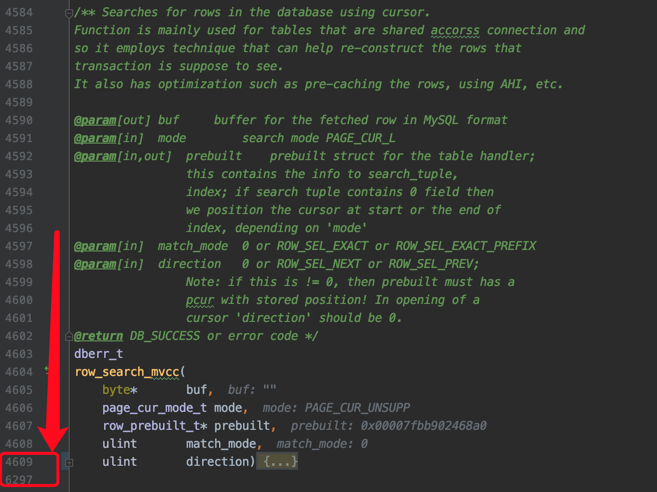 4584 /** Searches for rows in the database using cursor.
4585 Function is mainly used for tables that are shared accorss connection and
4586 so it employs technique that can help re-construct the rows that
4587 transaction is suppose to see.
4588 It also has optimization such as pre-caching the rows, using AHI, etc.
4589
4590 @param[out] buf     buffer for the fetched row in MySQL format
4591 @param[in]  mode        search mode PAGE_CUR_L
4592 @param[in,out]  prebuilt    prebuilt struct for the table handler;
4593                 this contains the info to search_tuple,
4594                 index; if search tuple contains 0 field then
4595                 we position the cursor at start or the end of
4596                 index, depending on 'mode'
4597 @param[in]  match_mode  0 or ROW_SEL_EXACT or ROW_SEL_EXACT_PREFIX
4598 @param[in]  direction   0 or ROW_SEL_NEXT or ROW_SEL_PREV;
4599                 Note: if this is != 0, then prebuilt must has a
4600                 pcur with stored position! In opening of a
4601                 cursor 'direction' should be 0.
4602 @return DB_SUCCESS or error code */
4603 dberr_t
4604 row_search_mvcc(
4605     byte*       buf,  buf: ""
4606     page_cur_mode_t mode,  mode: PAGE_CUR_UNSUPP
4607     row_prebuilt_t* prebuilt,  prebuilt: 0x00007fbb902468a0
4608     ulint       match_mode,  match_mode: 0
4609     ulint       direction) {...}
6297